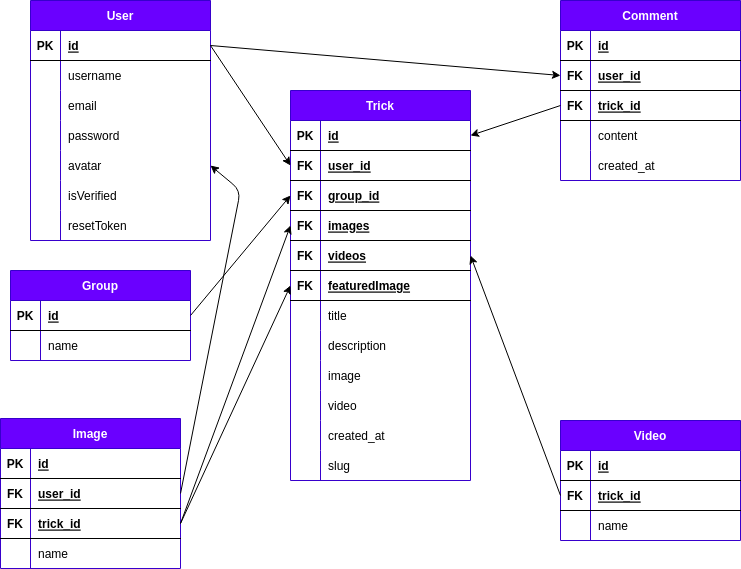 User
PK id
username
email
password
avatar
isVerified
resetToken
Group
PK id
name
Image
PK id
FK user_id
FK trick_id
name
Trick
PK id
FK user_id
FK group_id
FK images
FK videos
FK featuredImage
title
description
image
video
created_at
slug
Comment
PK id
FK user_id
FK trick_id
content
created_at
Video
PK id
FK trick_id
name